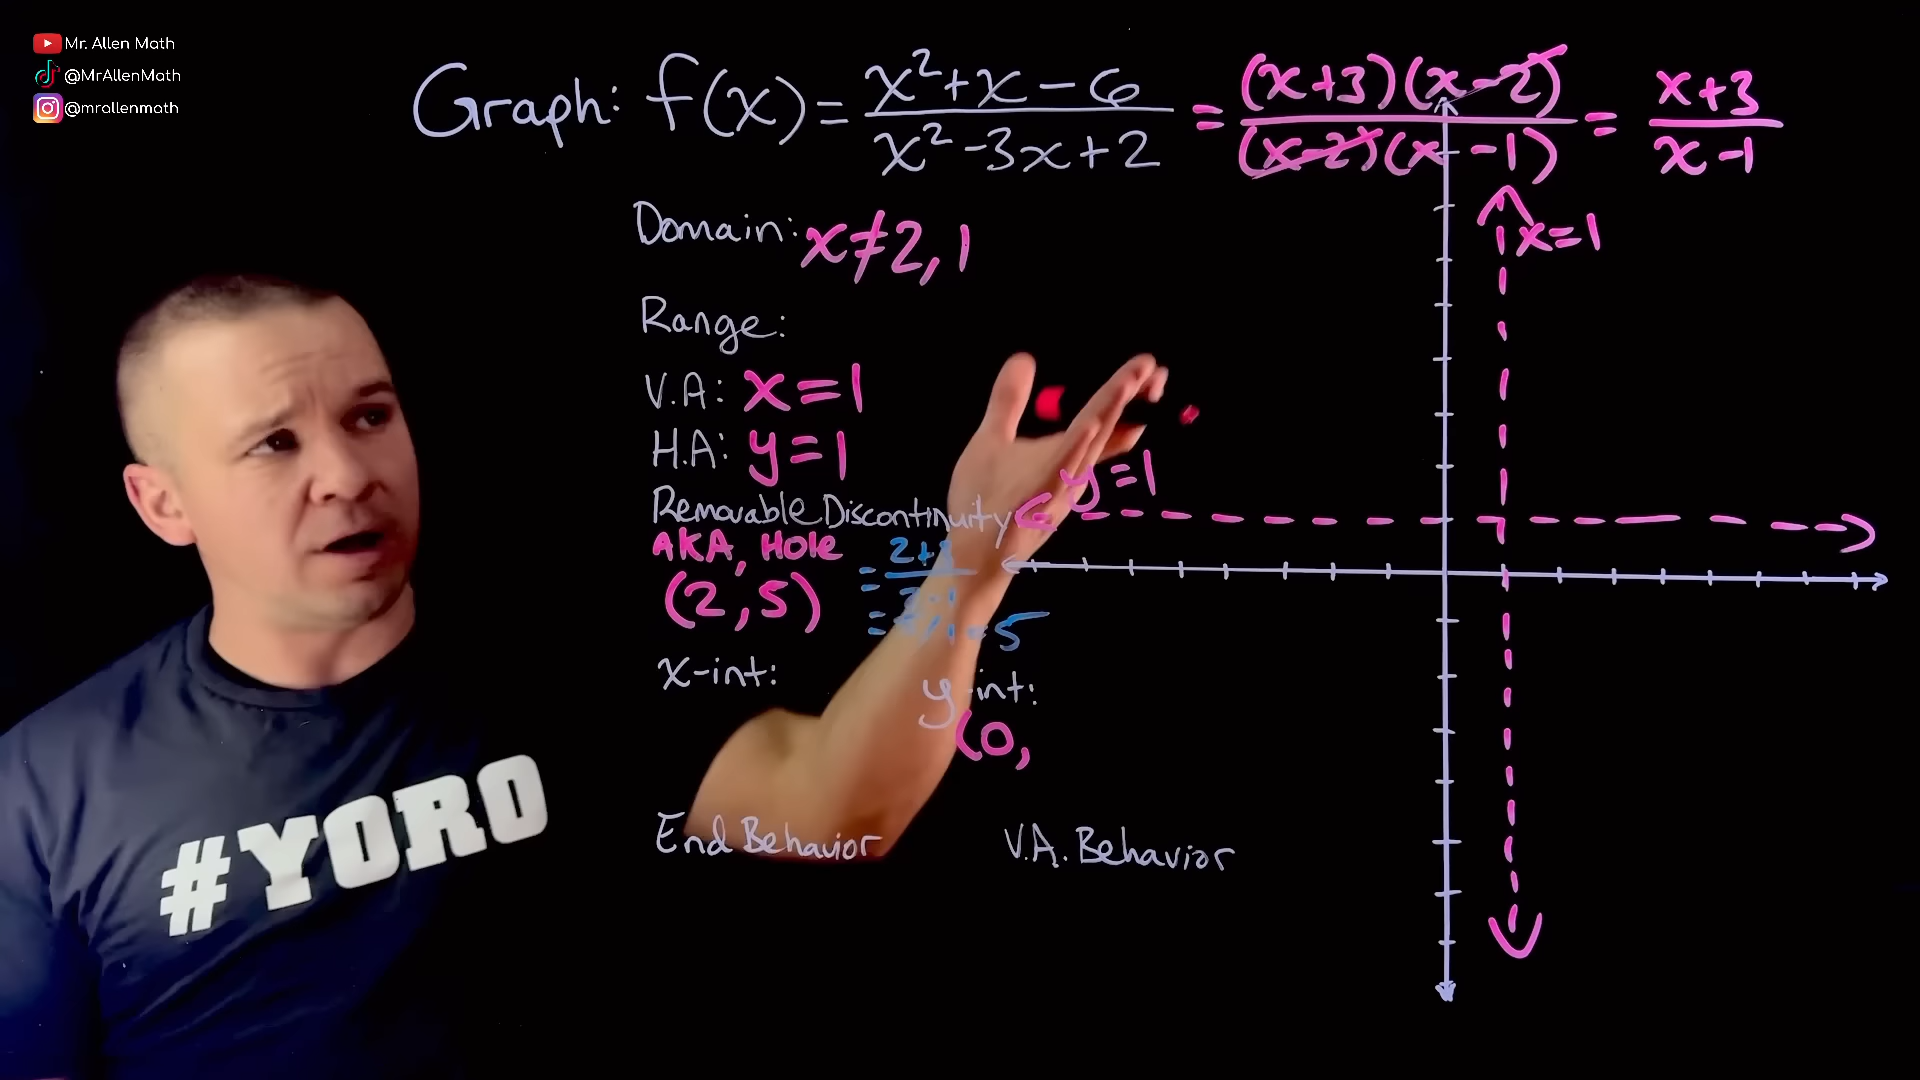 Mr. Allen Math
@MrAllenMath
@mrallenmath
Graph: f(x) = (x²+x-6)/(x²-3x+2) = ((x+3)(x-2))/((x-2)(x-1)) = (x+3)/(x-1)
Domain: x≠2, 1
x=1
Range:
V.A: x=1
H.A: y=1
y=1
Removable Discontinuity
AKA, Hole
(2, 5)
= 5
x-int:
y-int:
(0,
End Behavior
V.A. Behavior
#YORO